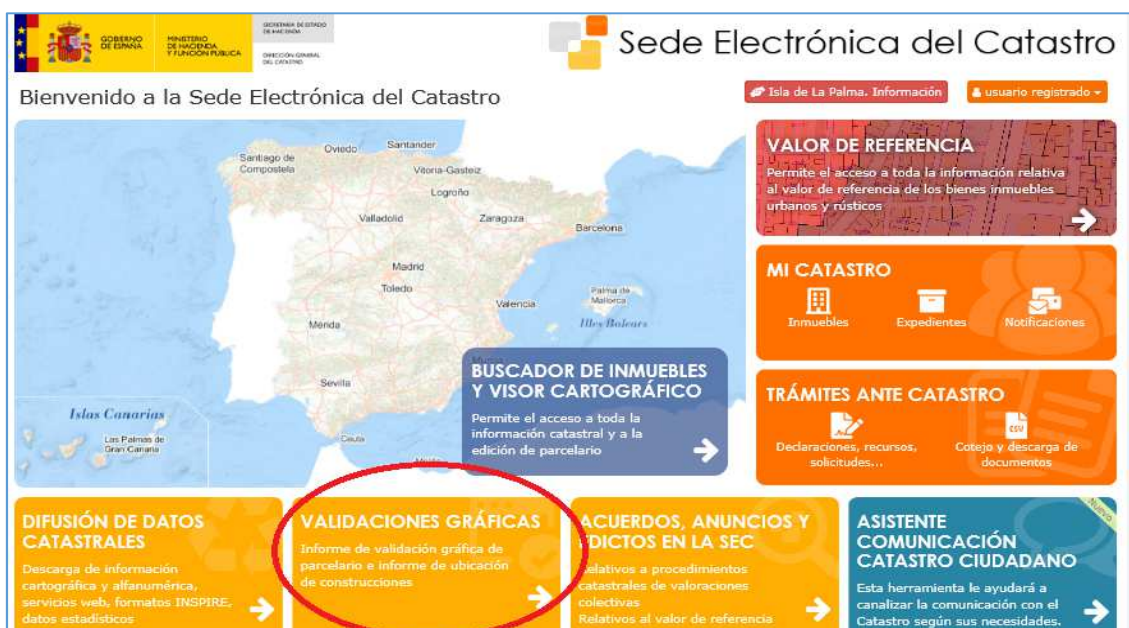 GOBIERNO
DE ESPAÑA
MINISTERIO
DE HACIENDA
Y FUNCIÓN PÚBLICA
SECRETARÍA DE ESTADO
DE HACIENDA
DIRECCIÓN GENERAL
DEL CATASTRO
Sede Electrónica del Catastro
Bienvenido a la Sede Electrónica del Catastro
Isla de La Palma. Información
usuario registrado
Santiago de
Compostela
Oviedo
Santander
Vitoria-Gasteiz
Logroño
Valladolid
Zaragoza
Barcelona
Madrid
Toledo
Valencia
Palma de
Mallorca
Illes Balears
Mérida
Murcia
Sevilla
Islas Canarias
Las Palmas de
Gran Canaria
Ceuta
VALOR DE REFERENCIA
Permite el acceso a toda la información relativa
al valor de referencia de los bienes inmuebles
urbanos y rústicos
MI CATASTRO
Inmuebles
Expedientes
Notificaciones
BUSCADOR DE INMUEBLES
Y VISOR CARTOGRÁFICO
Permite el acceso a toda la
información catastral y a la
edición de parcelario
TRÁMITES ANTE CATASTRO
CSV
Declaraciones, recursos,
solicitudes...
Cotejo y descarga de
documentos
DIFUSIÓN DE DATOS
CATASTRALES
Descarga de información
cartográfica y alfanumérica,
servicios web, formatos INSPIRE,
datos estadísticos
VALIDACIONES GRÁFICAS
Informe de validación gráfica de
parcelario e informe de ubicación
de construcciones
ACUERDOS, ANUNCIOS Y
EDICTOS EN LA SEC
Relativos a procedimientos
catastrales de valoraciones
colectivas
Relativos al valor de referencia
Nuevo
ASISTENTE
COMUNICACIÓN
CATASTRO CIUDADANO
Esta herramienta le ayudará a
canalizar la comunicación con el
Catastro según sus necesidades.